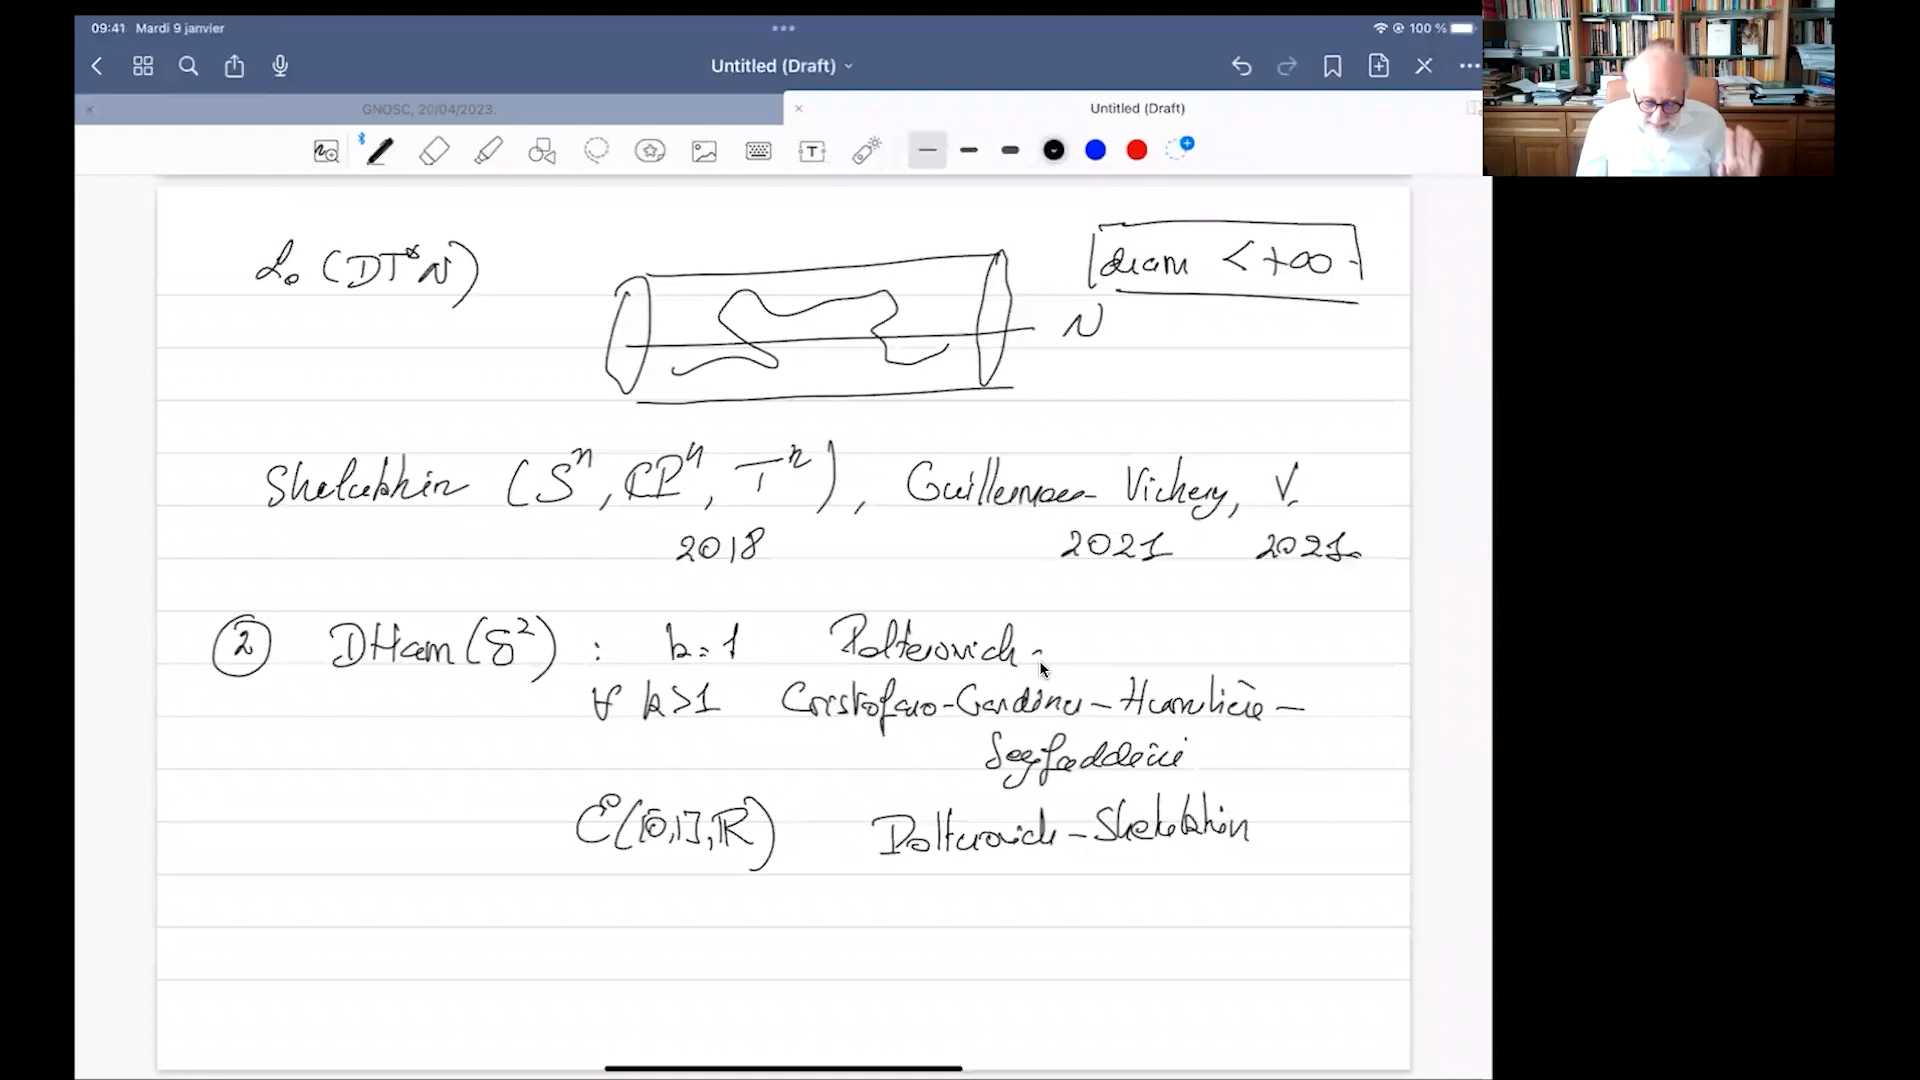 09:41 Mardi 9 janvier
100 %
Untitled (Draft)
GNOSC, 20/04/2023.
Untitled (Draft)
T
L₀ (DT*N)
diam < +∞
N
Shelukhin (Sⁿ, CPⁿ, Tⁿ), Guillermou-Vichery, V.
2018 2021 2021.
② DHam(S²) : k=1 Polterovich-
∀ k>1 Cristofaro-Gardiner-Humilière-
Seyfaddini
C⁰([0,1],R) Polterovich-Shelukhin